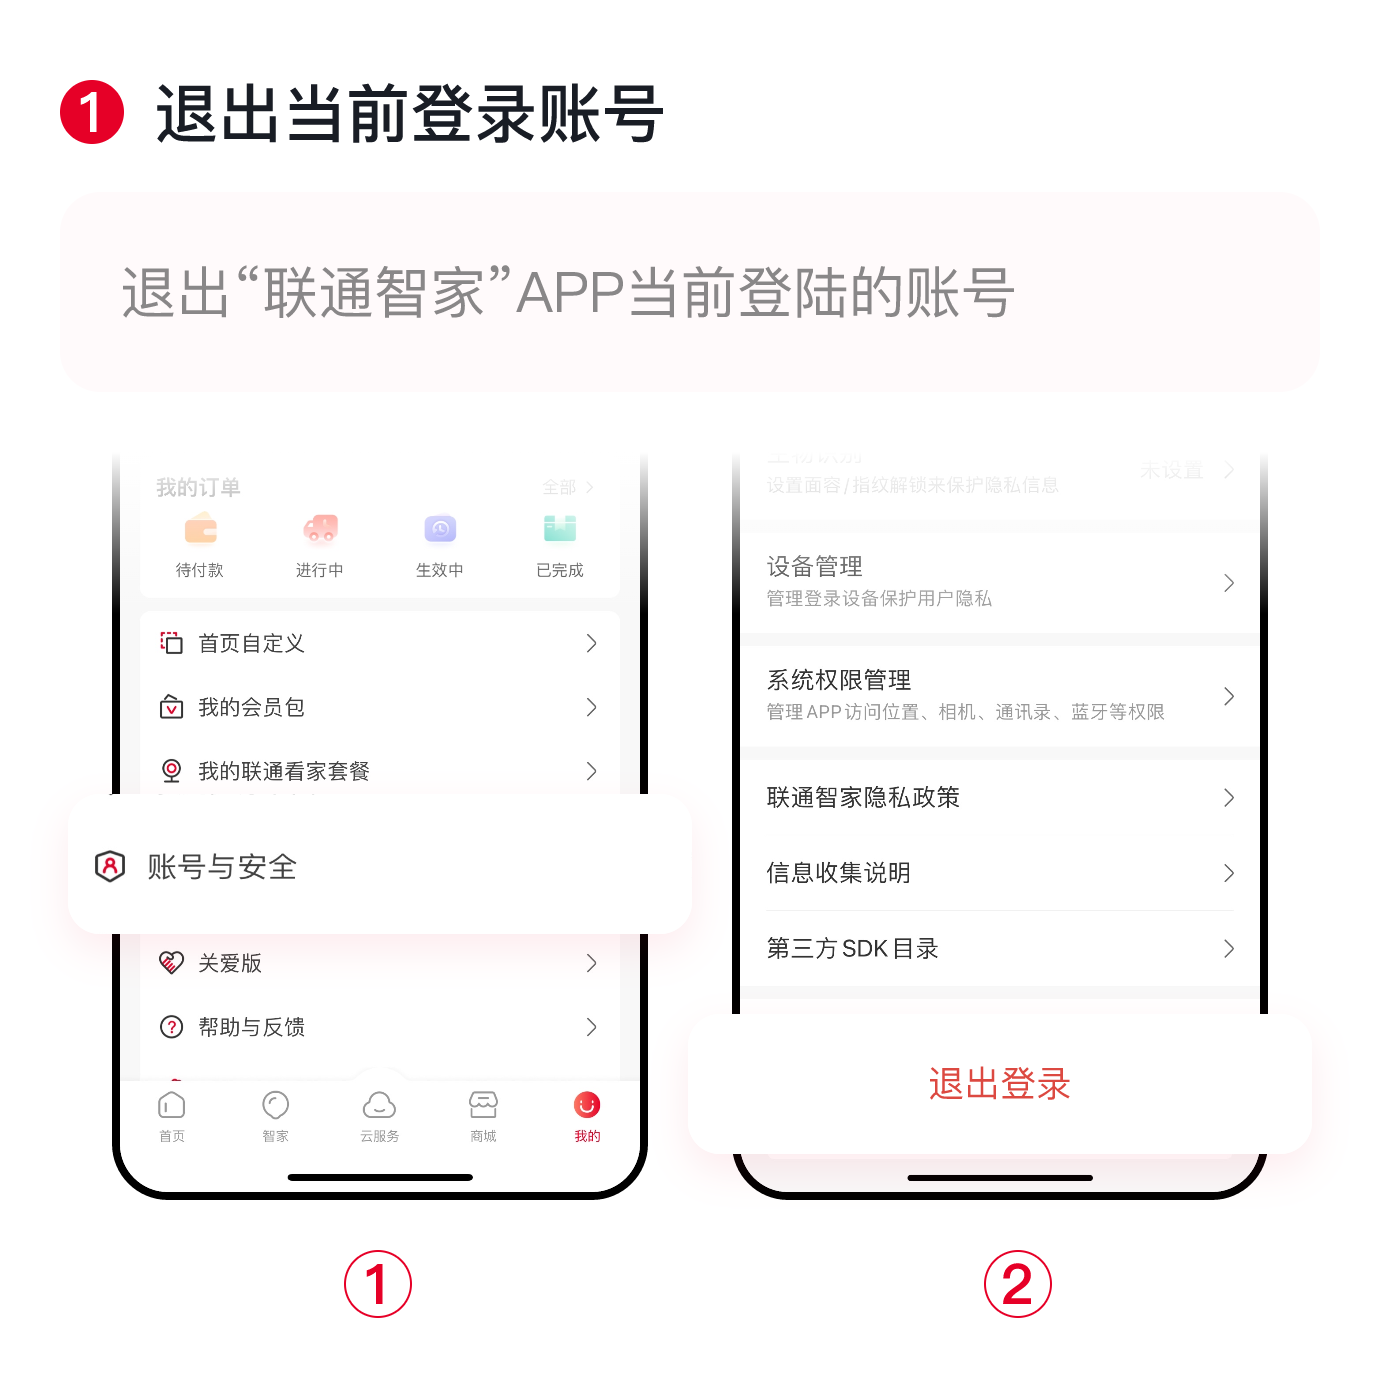 1 退出当前登录账号
退出“联通智家”APP当前登陆的账号
我的订单 全部
待付款 进行中 生效中 已完成
首页自定义
我的会员包
我的联通看家套餐
账号与安全
关爱版
帮助与反馈
首页 智家 云服务 商城 我的
①
未设置
设置面容/指纹解锁来保护隐私信息
设备管理
管理登录设备保护用户隐私
系统权限管理
管理APP访问位置、相机、通讯录、蓝牙等权限
联通智家隐私政策
信息收集说明
第三方SDK目录
退出登录
②